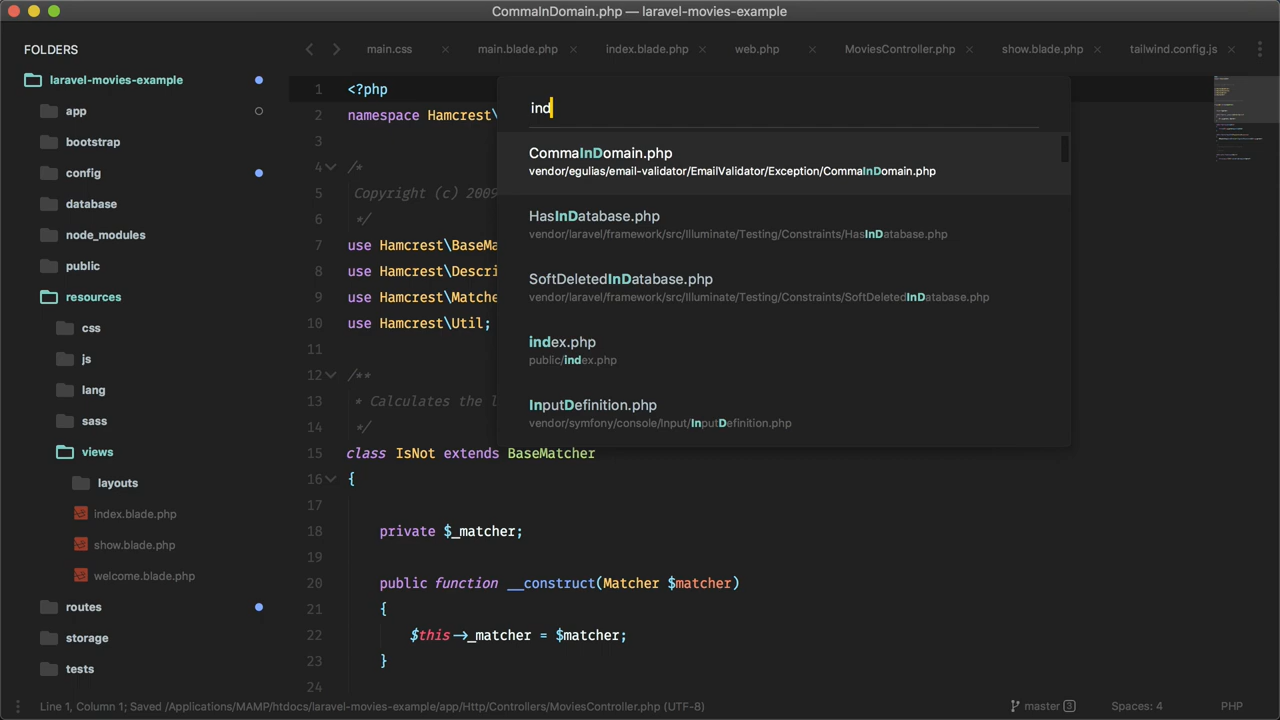 CommaInDomain.php — laravel-movies-example
FOLDERS
laravel-movies-example
app
bootstrap
config
database
node_modules
public
resources
css
js
lang
sass
views
layouts
index.blade.php
show.blade.php
welcome.blade.php
routes
storage
tests
main.css × main.blade.php × index.blade.php × web.php × MoviesController.php × show.blade.php × tailwind.config.js ×
ind
CommaInDomain.php
vendor/egulias/email-validator/EmailValidator/Exception/CommaInDomain.php
HasInDatabase.php
vendor/laravel/framework/src/Illuminate/Testing/Constraints/HasInDatabase.php
SoftDeletedInDatabase.php
vendor/laravel/framework/src/Illuminate/Testing/Constraints/SoftDeletedInDatabase.php
index.php
public/index.php
InputDefinition.php
vendor/symfony/console/Input/InputDefinition.php
1 <?php
2 namespace Hamcrest\
3
4 /*
5 Copyright (c) 2009
6 */
7 use Hamcrest\BaseMa
8 use Hamcrest\Descri
9 use Hamcrest\Matche
10 use Hamcrest\Util;
11
12 /**
13 * Calculates the l
14 */
15 class IsNot extends BaseMatcher
16 {
17
18 private $_matcher;
19
20 public function __construct(Matcher $matcher)
21 {
22 $this->_matcher = $matcher;
23 }
24
Line 1, Column 1; Saved /Applications/MAMP/htdocs/laravel-movies-example/app/Http/Controllers/MoviesController.php (UTF-8) master 3 Spaces: 4 PHP